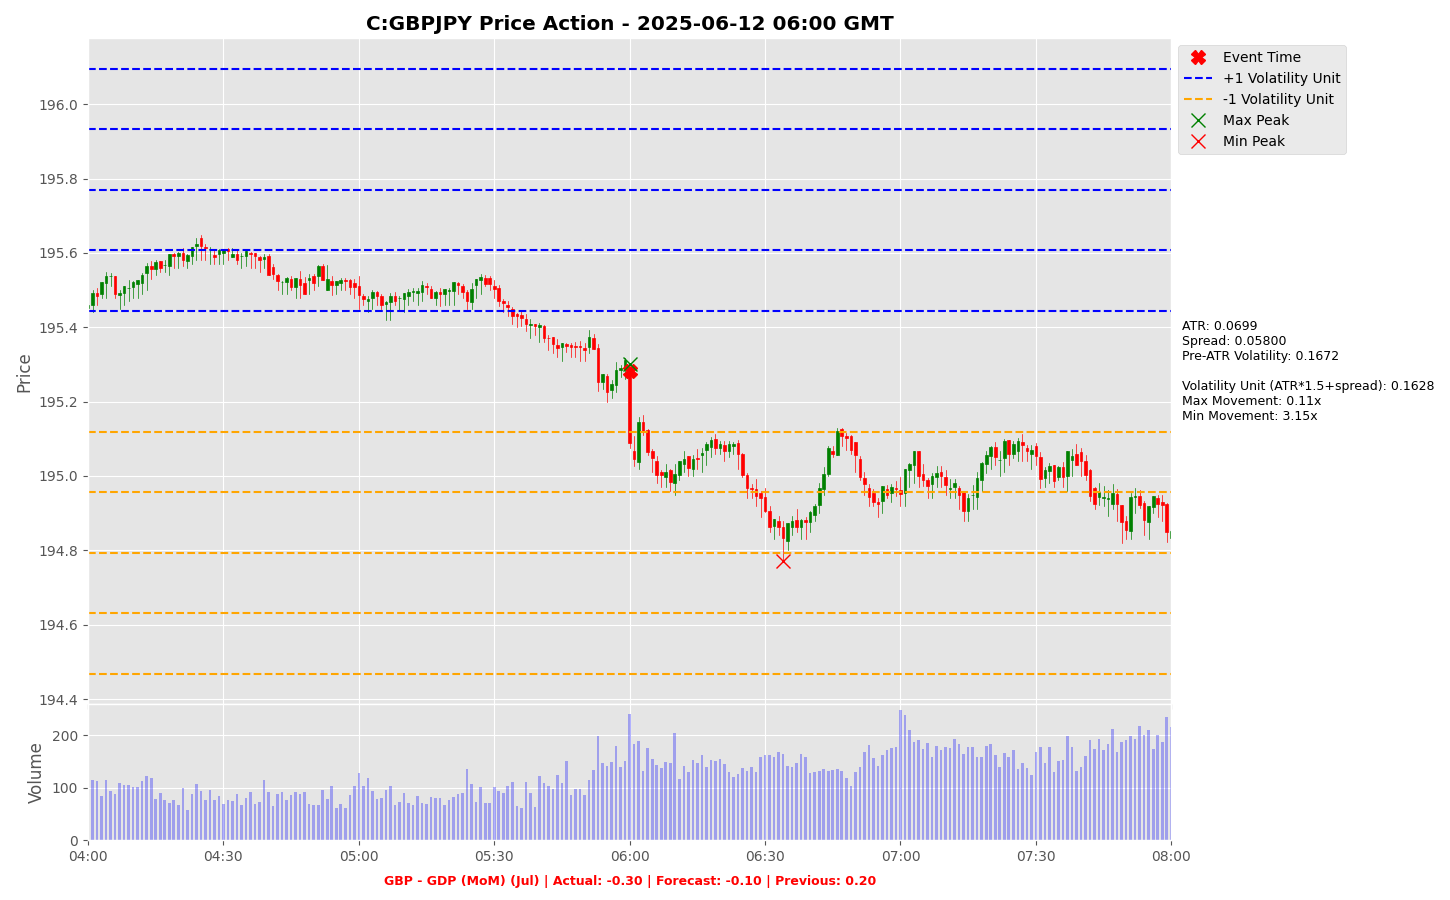 C:GBPJPY Price Action - 2025-06-12 06:00 GMT
Event Time
+1 Volatility Unit
-1 Volatility Unit
Max Peak
Min Peak
Price
196.0
195.8
195.6
195.4
195.2
195.0
194.8
194.6
194.4
ATR: 0.0699
Spread: 0.05800
Pre-ATR Volatility: 0.1672
Volatility Unit (ATR*1.5+spread): 0.1628
Max Movement: 0.11x
Min Movement: 3.15x
Volume
200
100
0
04:00 04:30 05:00 05:30 06:00 06:30 07:00 07:30 08:00
GBP - GDP (MoM) (Jul) | Actual: -0.30 | Forecast: -0.10 | Previous: 0.20